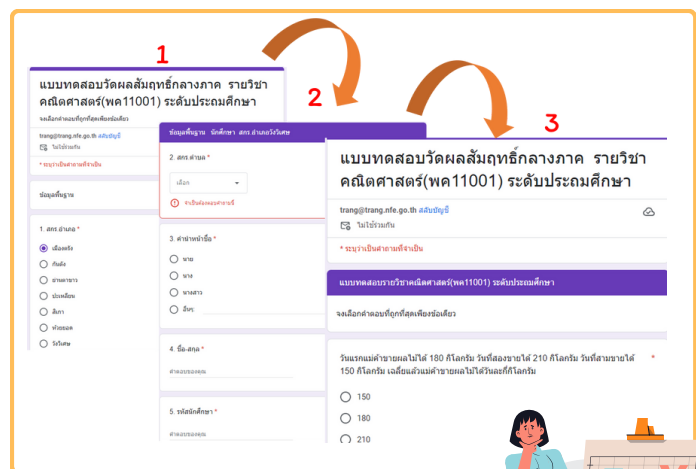 1
แบบทดสอบวัดผลสัมฤทธิ์กลางภาค รายวิชา
คณิตศาสตร์(พค11001) ระดับประถมศึกษา
จงเลือกคำตอบที่ถูกที่สุดเพียงข้อเดียว
trang@trang.nfe.go.th สลับบัญชี
ไม่ใช้ร่วมกัน
* ระบุว่าเป็นคำถามที่จำเป็น
ข้อมูลพื้นฐาน
1. สกร.อำเภอ *
เมืองตรัง
กันตัง
ย่านตาขาว
ปะเหลียน
สิเกา
ห้วยยอด
วังวิเศษ
2
ข้อมูลพื้นฐาน นักศึกษา สกร.อำเภอวังวิเศษ
2. สกร.ตำบล *
เลือก
จำเป็นต้องตอบคำถามนี้
3. คำนำหน้าชื่อ *
นาย
นาง
นางสาว
อื่นๆ
4. ชื่อ-สกุล *
คำตอบของคุณ
5. รหัสนักศึกษา *
คำตอบของคุณ
3
แบบทดสอบวัดผลสัมฤทธิ์กลางภาค รายวิชา
คณิตศาสตร์(พค11001) ระดับประถมศึกษา
trang@trang.nfe.go.th สลับบัญชี
ไม่ใช้ร่วมกัน
* ระบุว่าเป็นคำถามที่จำเป็น
แบบทดสอบรายวิชาคณิตศาสตร์(พค11001) ระดับประถมศึกษา
จงเลือกคำตอบที่ถูกที่สุดเพียงข้อเดียว
วันแรกแม่ค้าขายผลไม้ได้ 180 กิโลกรัม วันที่สองขายได้ 210 กิโลกรัม วันที่สามขายได้ *
150 กิโลกรัม เฉลี่ยแล้วแม่ค้าขายผลไม้ได้วันละกี่กิโลกรัม
150
180
210